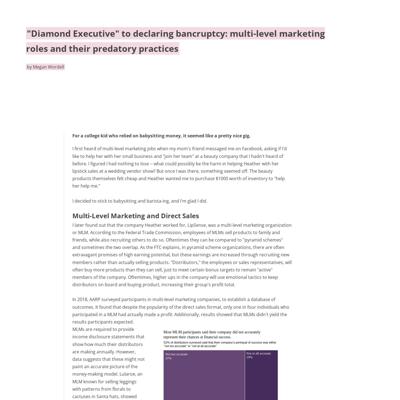 "Diamond Executive" to declaring bancruptcy: multi-level marketing
roles and their predatory practices
by Megan Wordell
For a college kid who relied on babysitting money, it seemed like a pretty nice gig.
I first heard of multi-level marketing jobs when my mom's friend messaged me on Facebook, asking if I'd
like to help her with her small business and "join her team" at a beauty company that I hadn't heard of
before. I figured I had nothing to lose – what could possibly be the harm in helping Heather with her
lipstick sales at a wedding vendor show? But once I was there, something seemed off. The beauty
products themselves felt cheap and Heather wanted me to purchase worth of inventory to "help
her help me."
I decided to stick to babysitting and barista-ing, and I'm glad I did.
Multi-Level Marketing and Direct Sales
I later found out that the company Heather worked for, LipSense, was a multi-level marketing organization
or MLM. According to the Federal Trade Commission, employees of MLMs sell products to family and
friends, while also recruiting others to do so. Oftentimes they can be compared to "pyramid schemes"
and sometimes the two overlap. As the FTC explains, in pyramid scheme organizations, there are often
extravagant promises of high earning potential, but these earnings are increased through recruiting new
members rather than actually selling products. "Distributors," the employees or sales representatives, will
often buy more products than they can sell, just to meet certain bonus targets to remain "active"
members of the company. Oftentimes, higher ups in the company will use emotional tactics to keep
distributors on board and buying product, increasing their group's profit total.
In 2018, AARP surveyed participants in multi-level marketing companies, to establish a database of
outcomes. It found that despite the popularity of the direct sales format, only one in four individuals who
participated in a MLM had actually made a profit. Additionally, results showed that MLMs didn't yield the
results participants expected.
MLMs are required to provide
income disclosure statements that
show how much their distributors
are making annually. However,
data suggests that these might not
paint an accurate picture of the
money-making model. Lularoe, an
MLM known for selling leggings
with patterns from florals to
cactuses in Santa hats, showed
Most MLM participants said their company did not accurately
represent their chances at financial success.